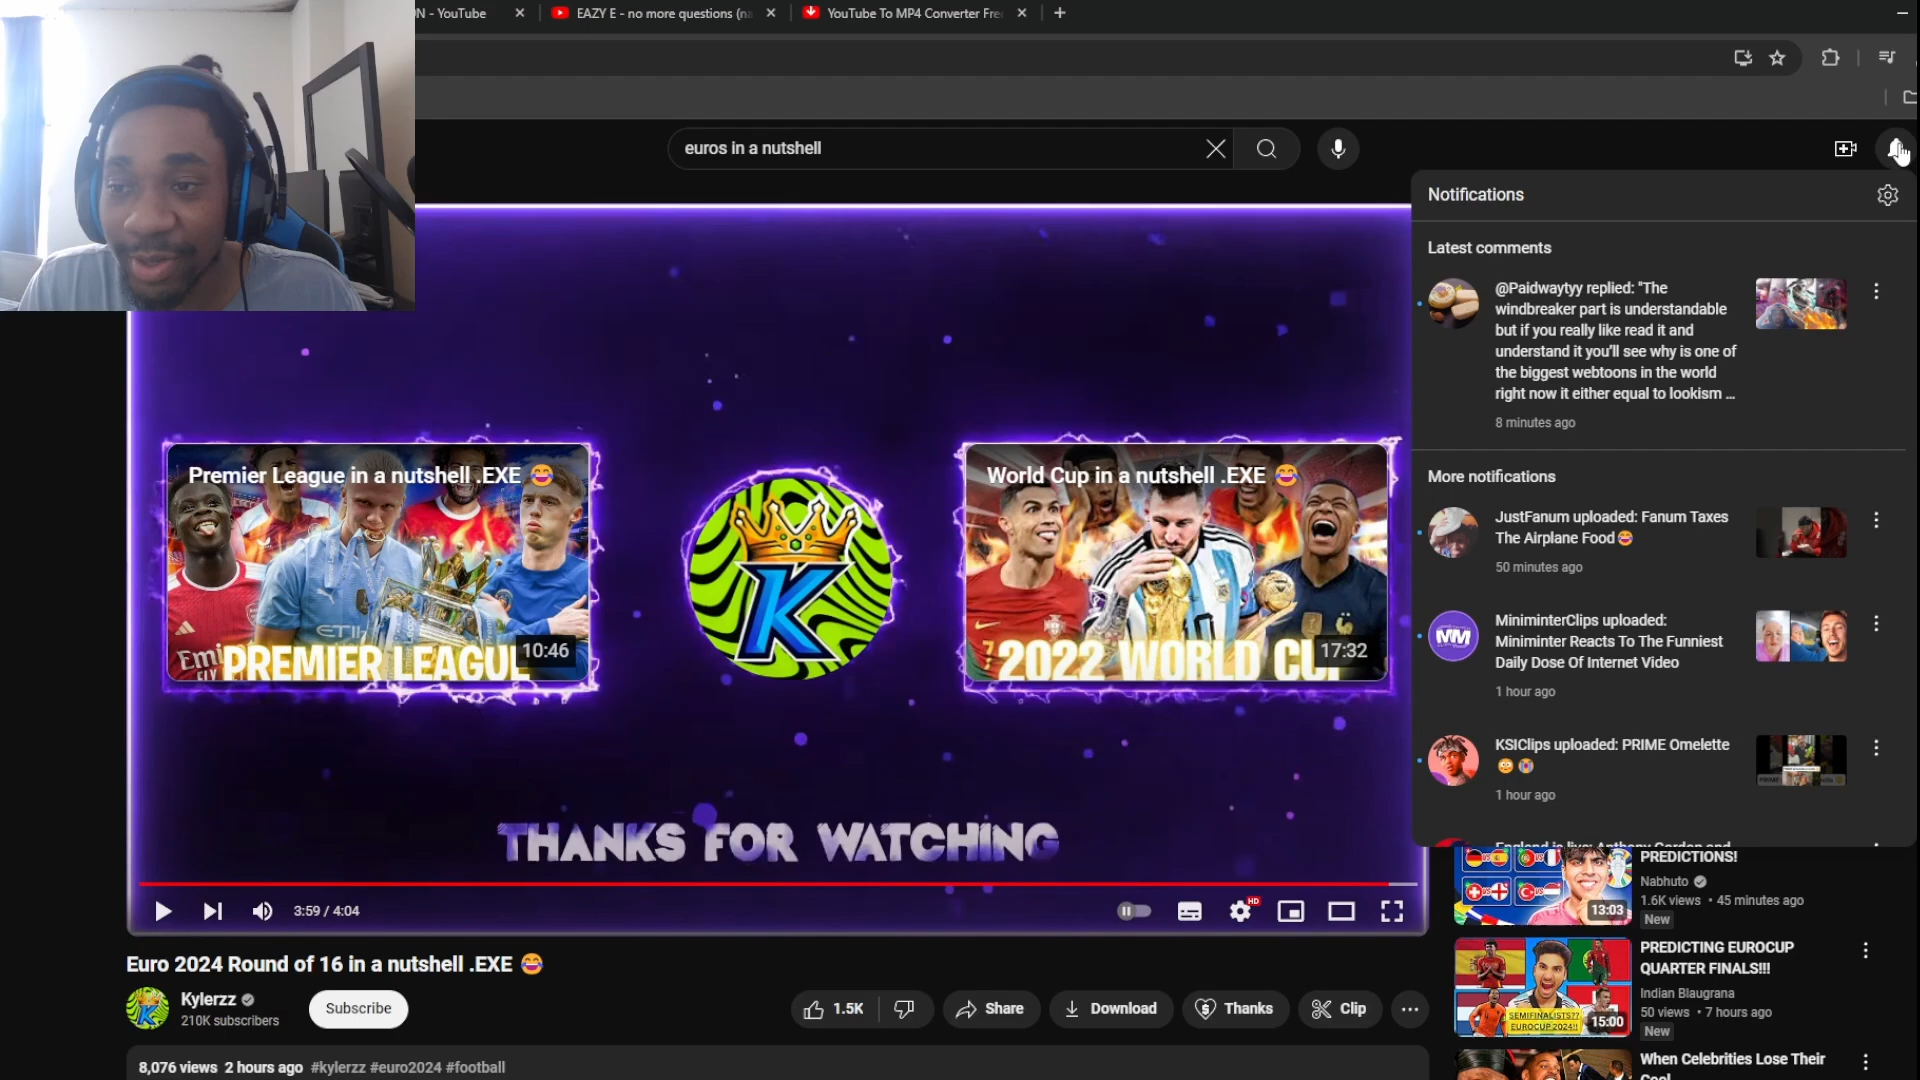 N - YouTube
EAZY E - no more questions (na
YouTube To MP4 Converter Fre
euros in a nutshell
Notifications
Latest comments
@Paidwaytyy replied: "The
windbreaker part is understandable
but if you really like read it and
understand it you'll see why is one of
the biggest webtoons in the world
right now it either equal to lookism ...
8 minutes ago
More notifications
JustFanum uploaded: Fanum Taxes
The Airplane Food😂
50 minutes ago
MM
MiniminterClips uploaded:
Miniminter Reacts To The Funniest
Daily Dose Of Internet Video
1 hour ago
KSIClips uploaded: PRIME Omelette
😳😭
1 hour ago
Premier League in a nutshell .EXE 😂
PREMIER LEAGUE
10:46
K
World Cup in a nutshell .EXE 😂
2022 WORLD CU
17:32
THANKS FOR WATCHING
3:59 / 4:04
HD
Euro 2024 Round of 16 in a nutshell .EXE 😂
Kylerzz
210K subscribers
Subscribe
1.5K
Share
Download
Thanks
Clip
8,076 views 2 hours ago #kylerzz #euro2024 #football
PREDICTIONS!
Nabhuto
1.6K views • 45 minutes ago
New
13:03
PREDICTING EUROCUP
QUARTER FINALS!!!
Indian Blaugrana
50 views • 7 hours ago
New
SEMIFINALISTS??
EUROCUP 2024!!
15:00
When Celebrities Lose Their